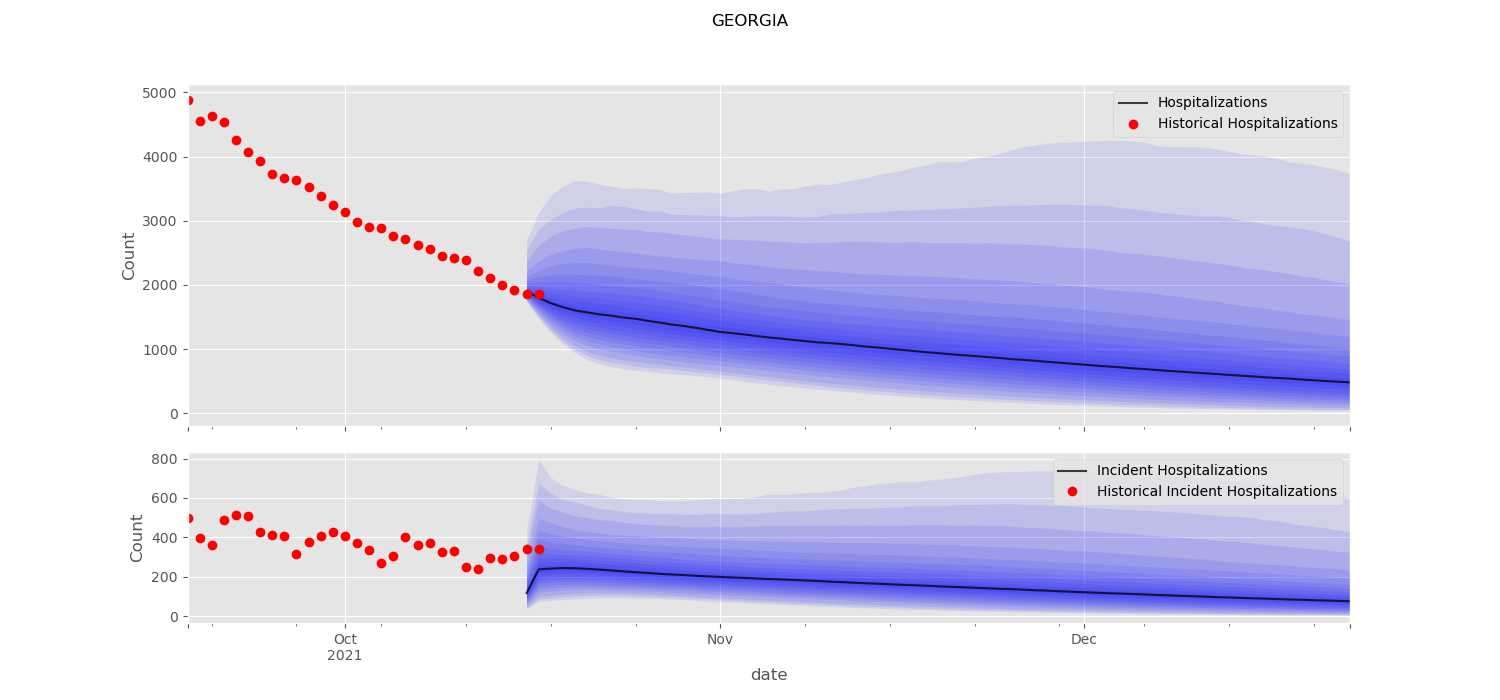 GEORGIA
5000
4000
3000
2000
1000
0
Count
Hospitalizations
Historical Hospitalizations
800
600
400
200
0
Count
Incident Hospitalizations
Historical Incident Hospitalizations
Oct
2021
Nov
Dec
date